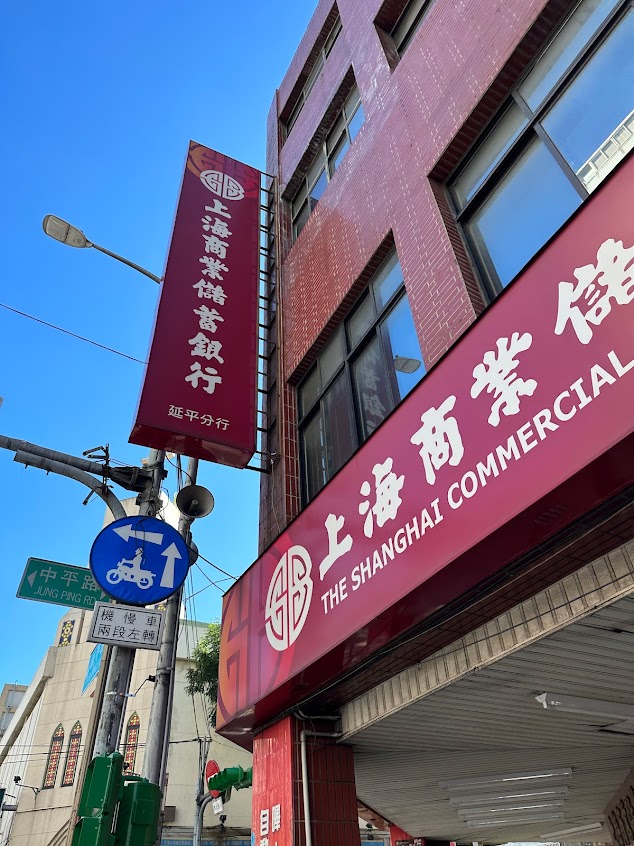 上海商業儲蓄銀行
延平分行
上海商業儲
THE SHANGHAI COMMERCIAL
中平路
JUNG PING RD
機慢車
兩段左轉